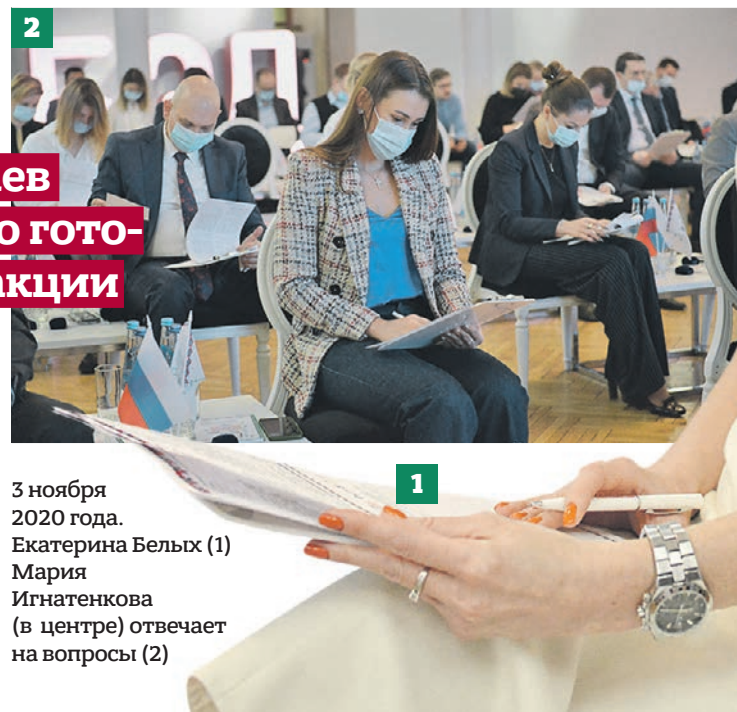 2
ев
о гото-
акции
1
3 ноября
2020 года.
Екатерина Белых (1)
Мария
Игнатенкова
(в центре) отвечает
на вопросы (2)